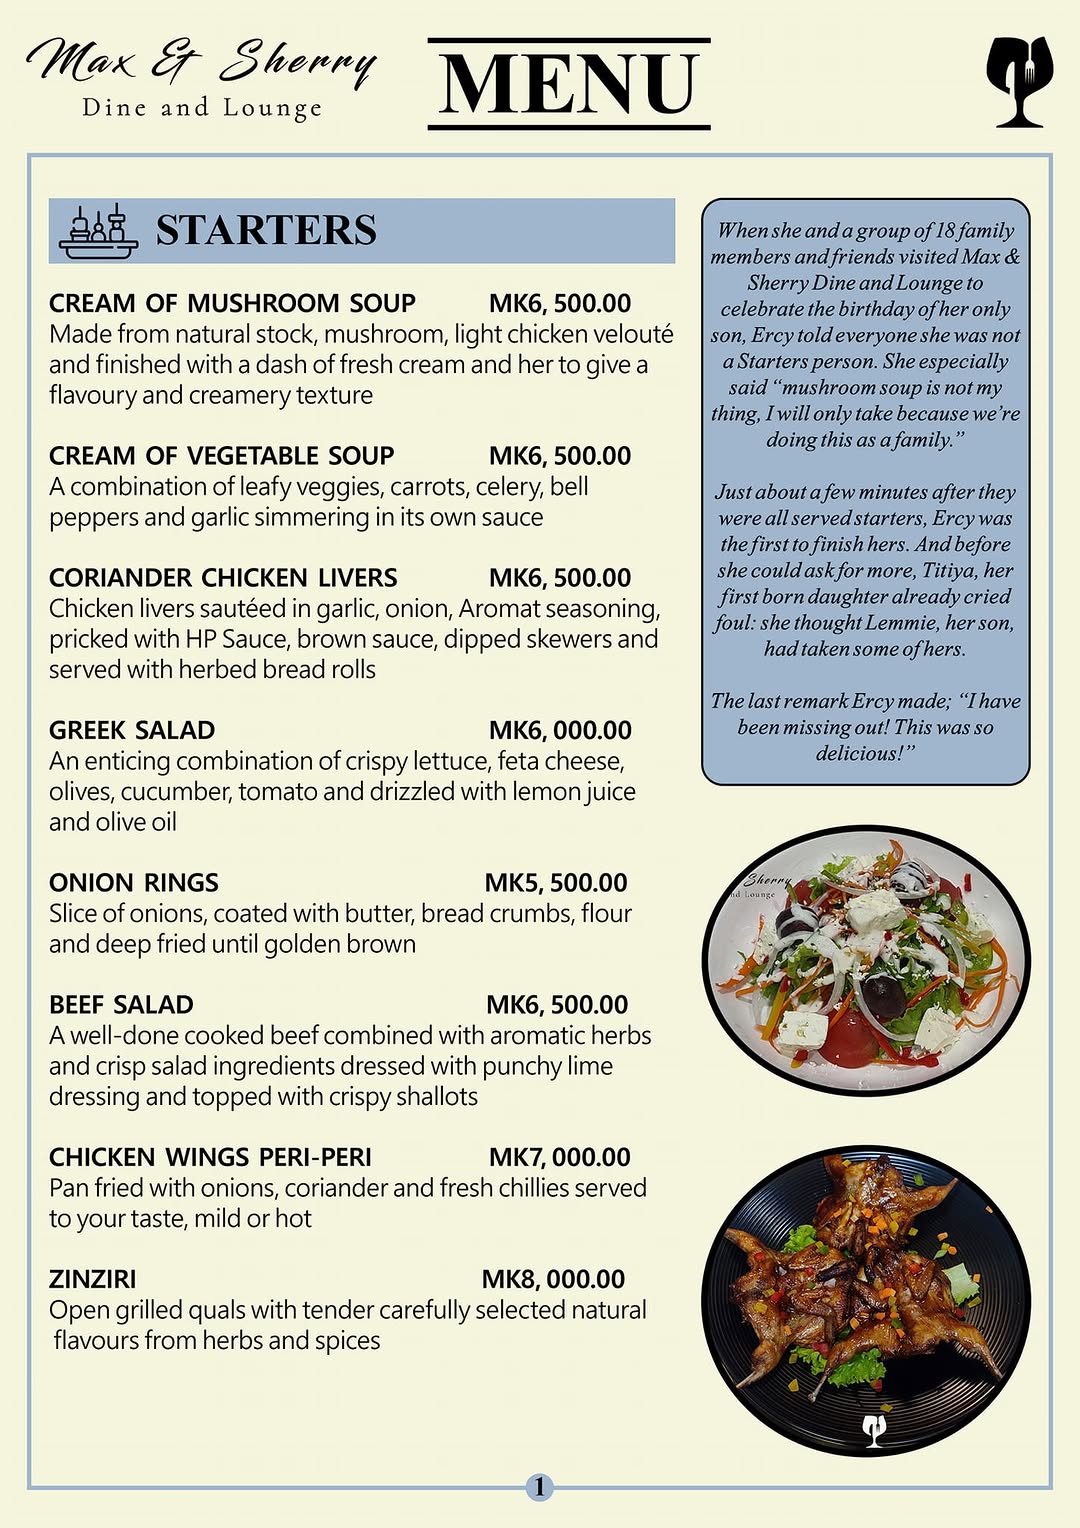 Max & Sherry
Dine and Lounge
MENU
STARTERS
CREAM OF MUSHROOM SOUP MK6, 500.00
Made from natural stock, mushroom, light chicken velouté
and finished with a dash of fresh cream and her to give a
flavoury and creamery texture
CREAM OF VEGETABLE SOUP MK6, 500.00
A combination of leafy veggies, carrots, celery, bell
peppers and garlic simmering in its own sauce
CORIANDER CHICKEN LIVERS MK6, 500.00
Chicken livers sautéed in garlic, onion, Aromat seasoning,
pricked with HP Sauce, brown sauce, dipped skewers and
served with herbed bread rolls
GREEK SALAD MK6, 000.00
An enticing combination of crispy lettuce, feta cheese,
olives, cucumber, tomato and drizzled with lemon juice
and olive oil
ONION RINGS MK5, 500.00
Slice of onions, coated with butter, bread crumbs, flour
and deep fried until golden brown
BEEF SALAD MK6, 500.00
A well-done cooked beef combined with aromatic herbs
and crisp salad ingredients dressed with punchy lime
dressing and topped with crispy shallots
CHICKEN WINGS PERI-PERI MK7, 000.00
Pan fried with onions, coriander and fresh chillies served
to your taste, mild or hot
ZINZIRI MK8, 000.00
Open grilled quals with tender carefully selected natural
flavours from herbs and spices
When she and a group of 18 family
members and friends visited Max &
Sherry Dine and Lounge to
celebrate the birthday of her only
son, Ercy told everyone she was not
a Starters person. She especially
said “mushroom soup is not my
thing, I will only take because we’re
doing this as a family.”
Just about a few minutes after they
were all served starters, Ercy was
the first to finish hers. And before
she could ask for more, Titiya, her
first born daughter already cried
foul: she thought Lemmie, her son,
had taken some of hers.
The last remark Ercy made; “I have
been missing out! This was so
delicious!”
Sherry
nd Lounge
1